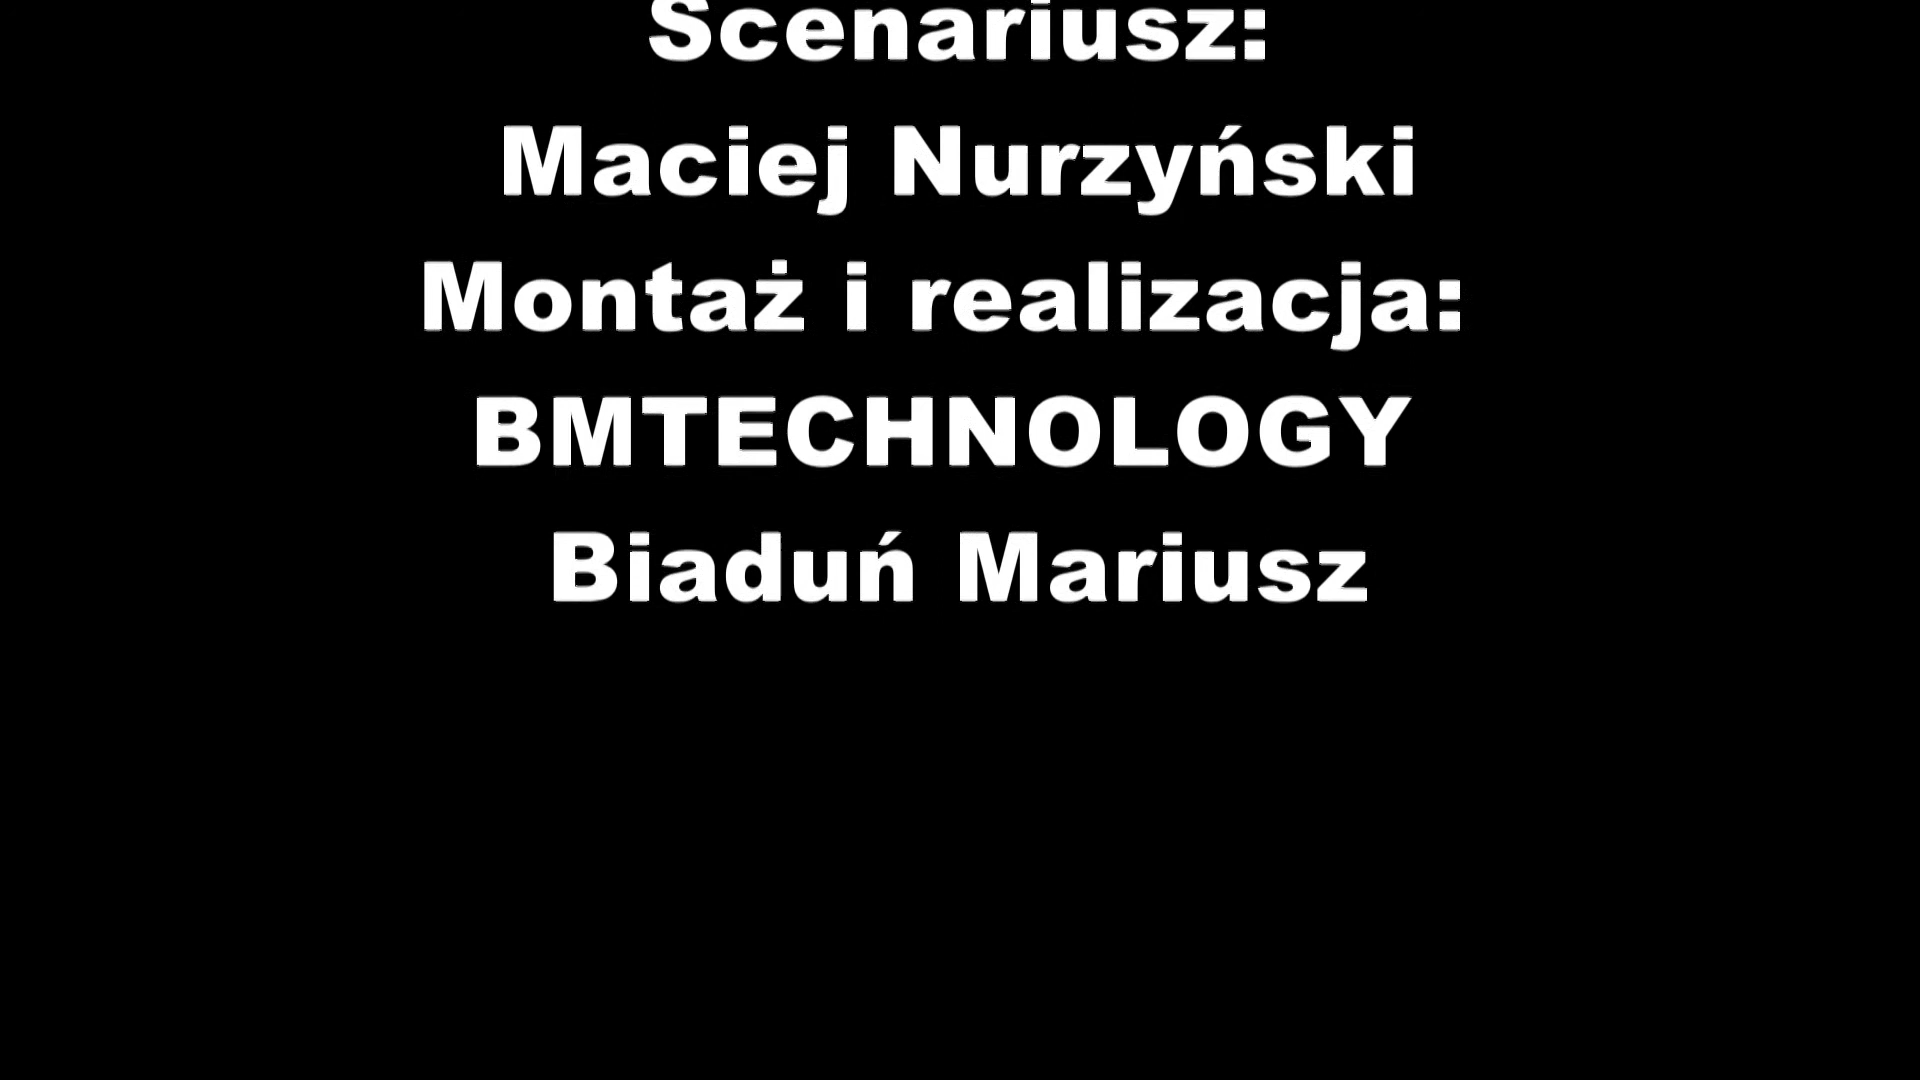 Scenariusz:
Maciej Nurzyński
Montaż i realizacja:
BMTECHNOLOGY
Biaduń Mariusz